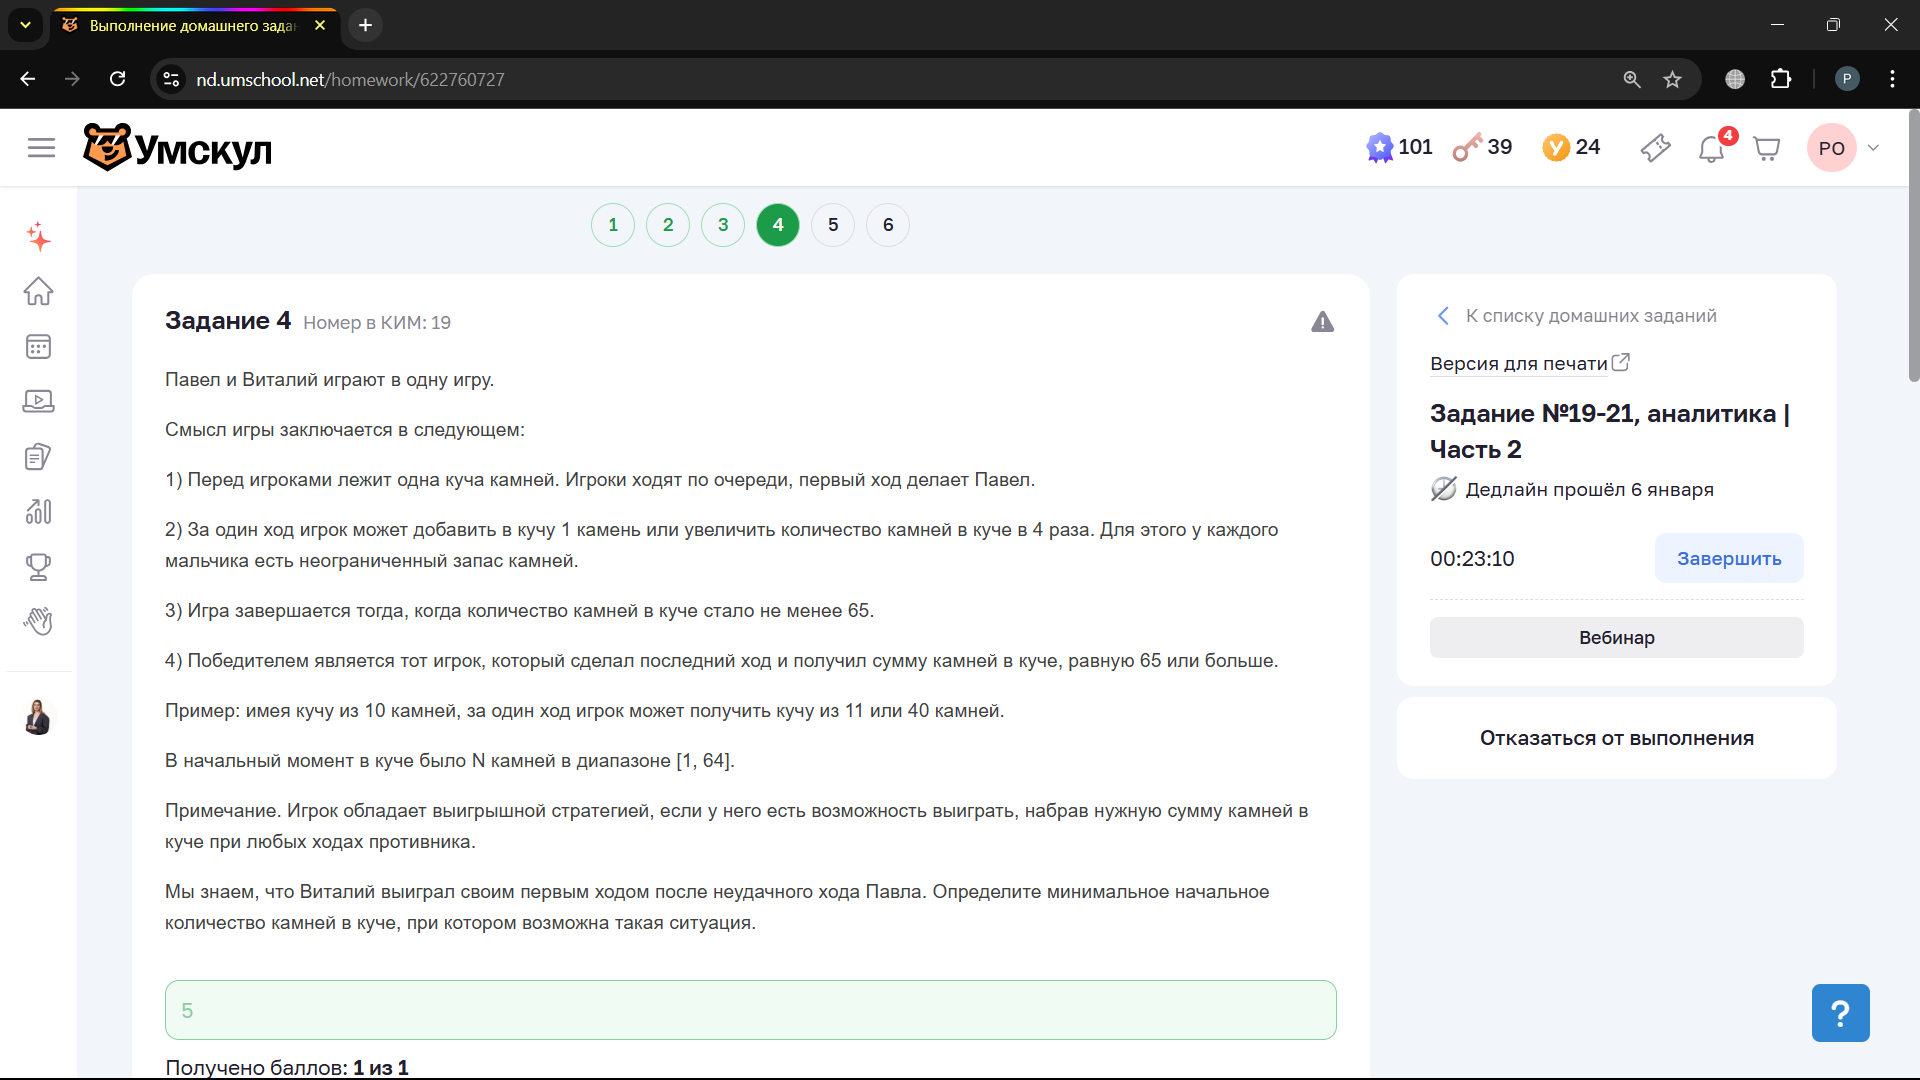 Выполнение домашнего задан
nd.umschool.net/homework/622760727
P
Умскул
101
39
У
24
4
PO
1
2
3
4
5
6
Задание 4 Номер в КИМ: 19
Павел и Виталий играют в одну игру.
Смысл игры заключается в следующем:
1) Перед игроками лежит одна куча камней. Игроки ходят по очереди, первый ход делает Павел.
2) За один ход игрок может добавить в кучу 1 камень или увеличить количество камней в куче в 4 раза. Для этого у каждого
мальчика есть неограниченный запас камней.
3) Игра завершается тогда, когда количество камней в куче стало не менее 65.
4) Победителем является тот игрок, который сделал последний ход и получил сумму камней в куче, равную 65 или больше.
Пример: имея кучу из 10 камней, за один ход игрок может получить кучу из 11 или 40 камней.
В начальный момент в куче было N камней в диапазоне [1, 64].
Примечание. Игрок обладает выигрышной стратегией, если у него есть возможность выиграть, набрав нужную сумму камней в
куче при любых ходах противника.
Мы знаем, что Виталий выиграл своим первым ходом после неудачного хода Павла. Определите минимальное начальное
количество камней в куче, при котором возможна такая ситуация.
5
Получено баллов: 1 из 1
К списку домашних заданий
Версия для печати
Задание №19-21, аналитика |
Часть 2
Дедлайн прошёл 6 января
00:23:10
Завершить
Вебинар
Отказаться от выполнения
?